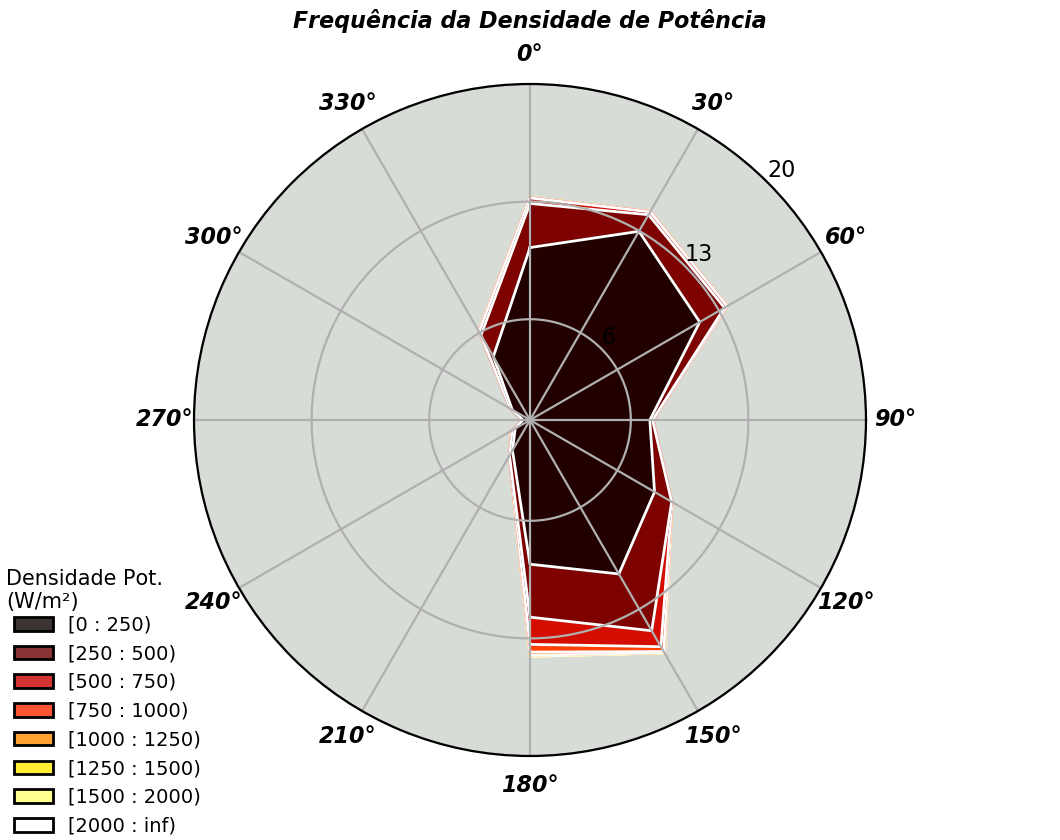 Frequência da Densidade de Potência
0°
330°
30°
20
300°
60°
13
6
270°
90°
240°
120°
210°
150°
180°
Densidade Pot.
(W/m²)
[0 : 250)
[250 : 500)
[500 : 750)
[750 : 1000)
[1000 : 1250)
[1250 : 1500)
[1500 : 2000)
[2000 : inf)